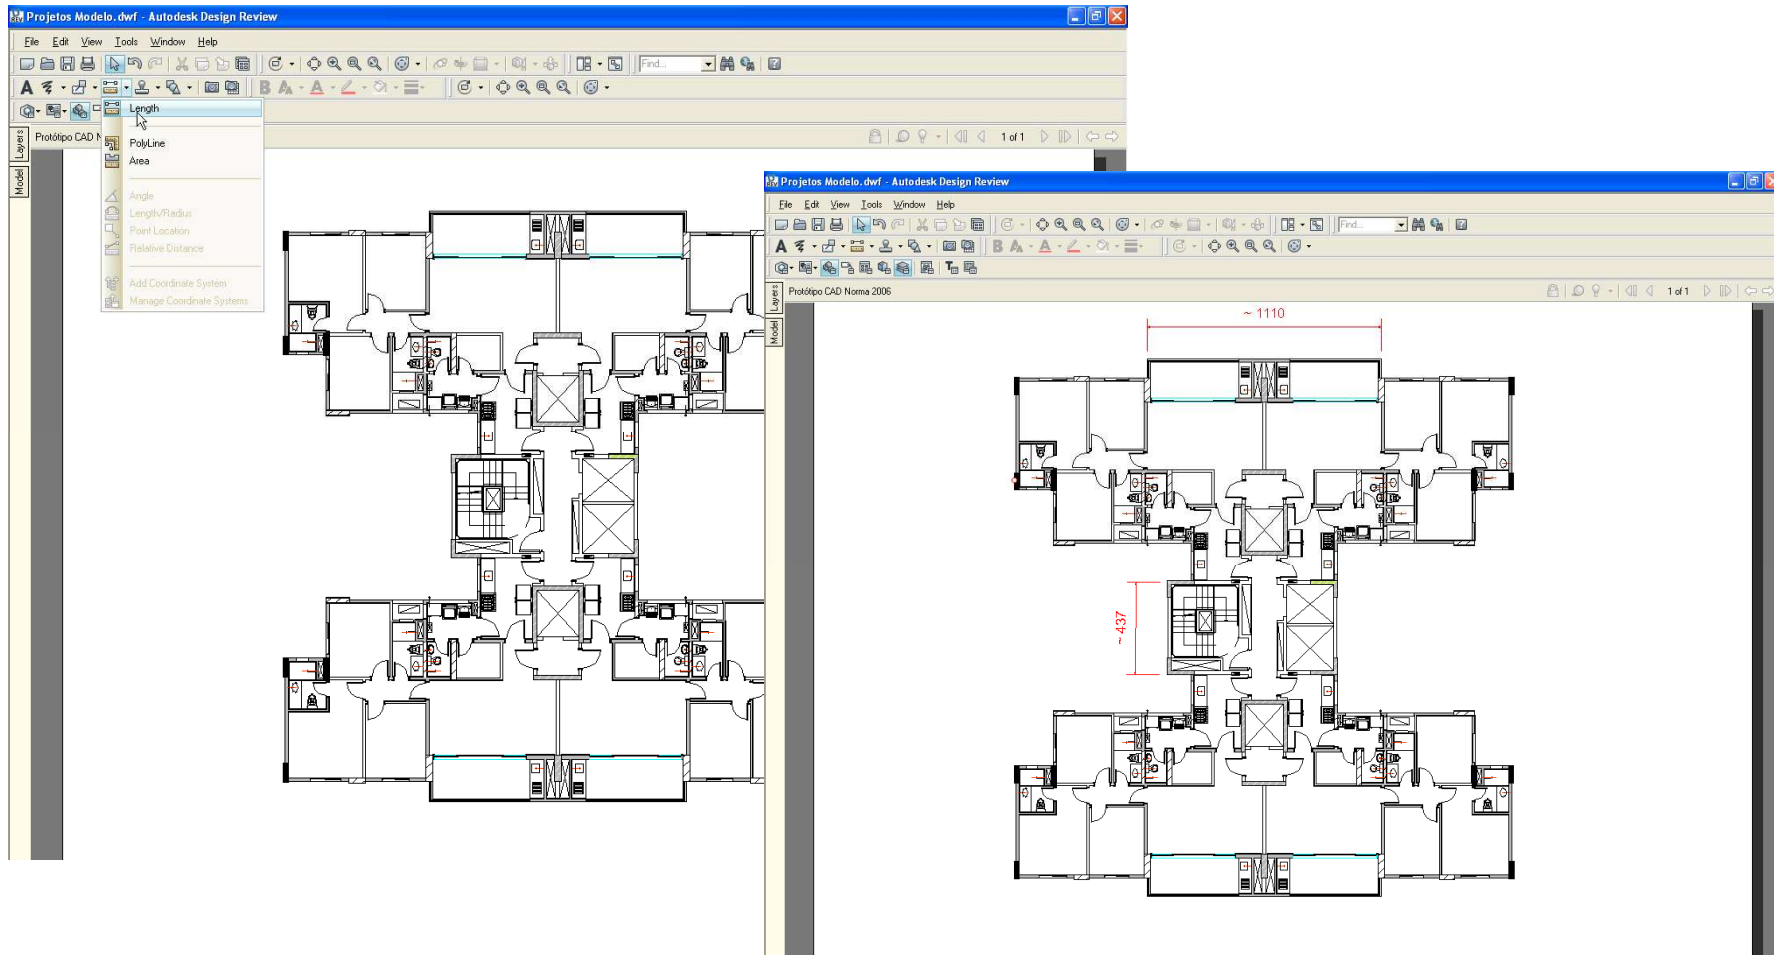 Projetos Modelo.dwf - Autodesk Design Review
File Edit View Tools Window Help
Find...
Length
PolyLine
Area
Angle
Length/Radius
Point Location
Relative Distance
Add Coordinate System
Manage Coordinate Systems
Layers
Model
Protótipo CAD N
1 of 1
Projetos Modelo.dwf - Autodesk Design Review
File Edit View Tools Window Help
Find...
Layers
Model
Protótipo CAD Norma 2006
1 of 1
~ 1110
~ 437